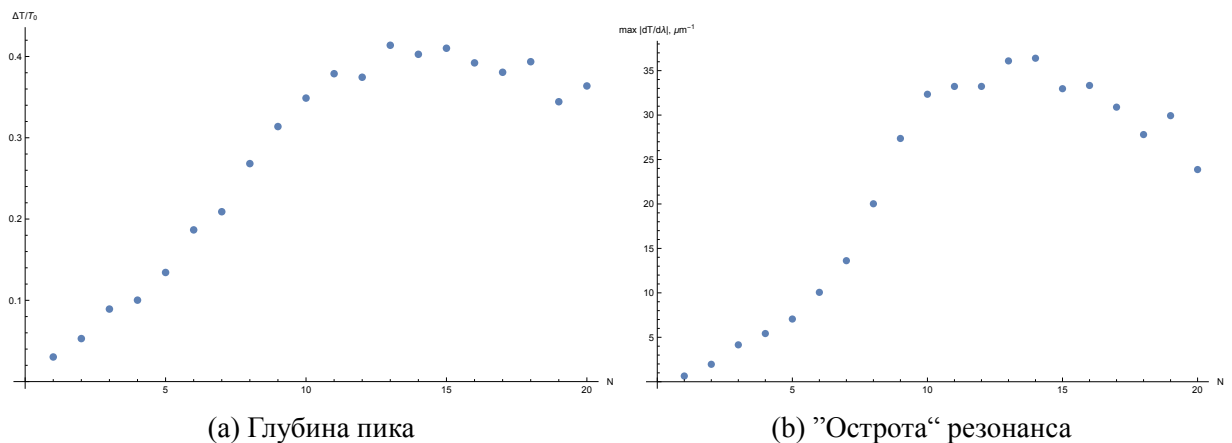 ΔT/T₀
0.4
0.3
0.2
0.1
5 10 15 20 N
(a) Глубина пика
max |dT/dλ|, μm⁻¹
35
30
25
20
15
10
5
5 10 15 20 N
(b) ”Острота“ резонанса